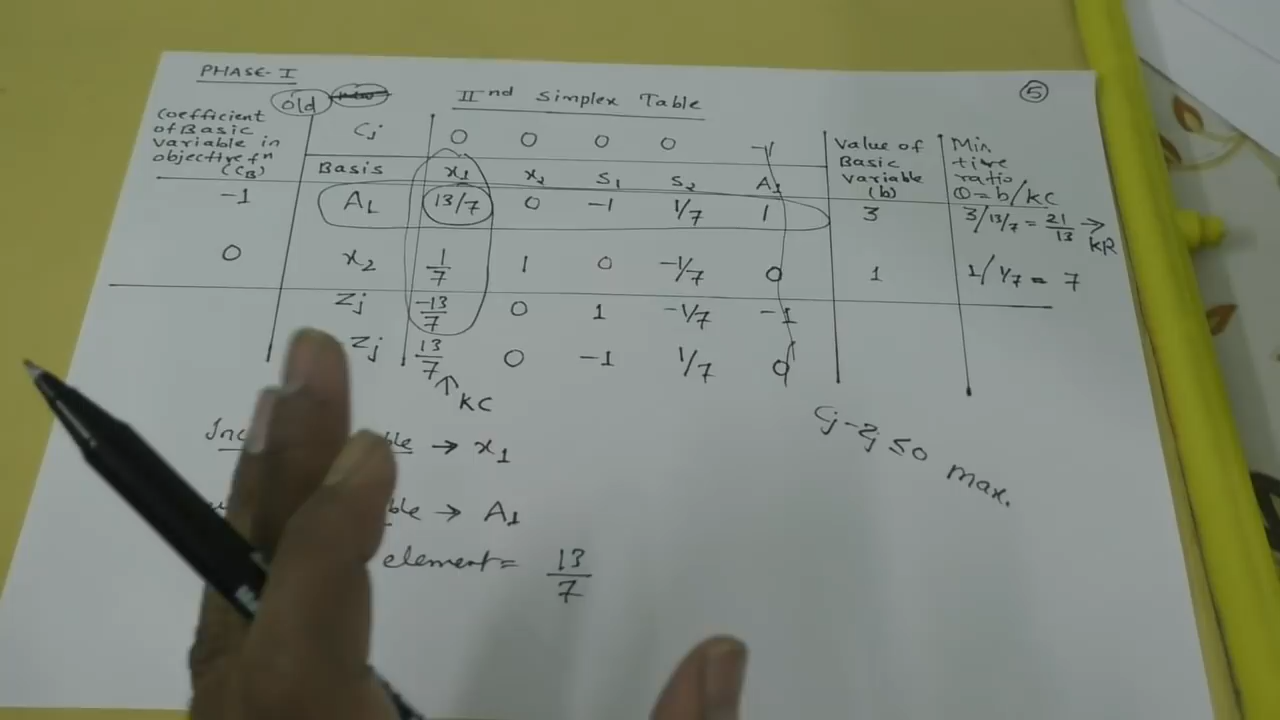 PHASE-I
old
IInd Simplex Table
5
Coefficient of Basic variable in objective fn (CB)
Cj 0 0 0 0 -1
Value of Basic variable (b)
Min tive ratio θ=b/KC
Basis x1 x2 S1 S2 A1
-1 A1 13/7 0 -1 1/7 1 3 3/13/7 = 21/13 → KR
0 x2 1/7 1 0 -1/7 0 1 1/1/7 = 7
Zj -13/7 0 1 -1/7 -1
Zj 13/7 0 -1 1/7 0
↑ KC
Cj-Zj ≤0 max.
→ x1
→ A1
element = 13/7